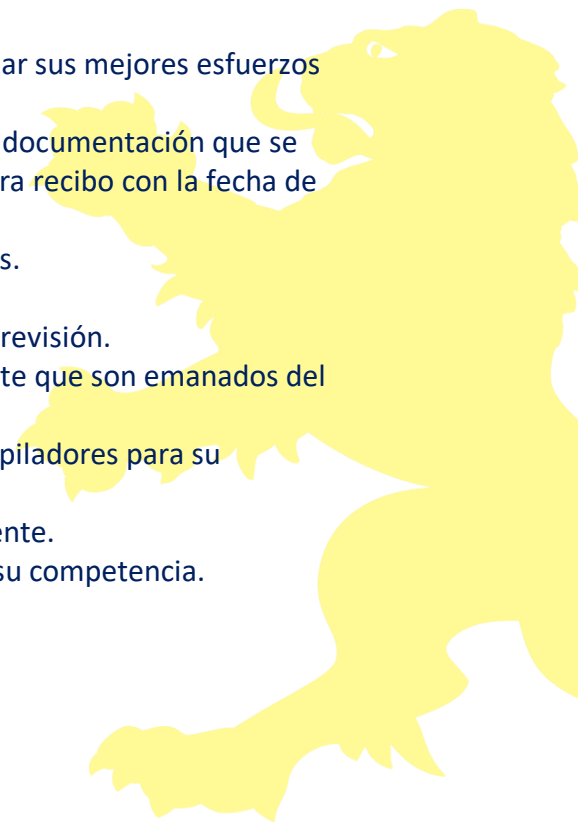 ar sus mejores esfuerzos
documentación que se
ra recibo con la fecha de
s.
revisión.
te que son emanados del
piladores para su
ente.
su competencia.